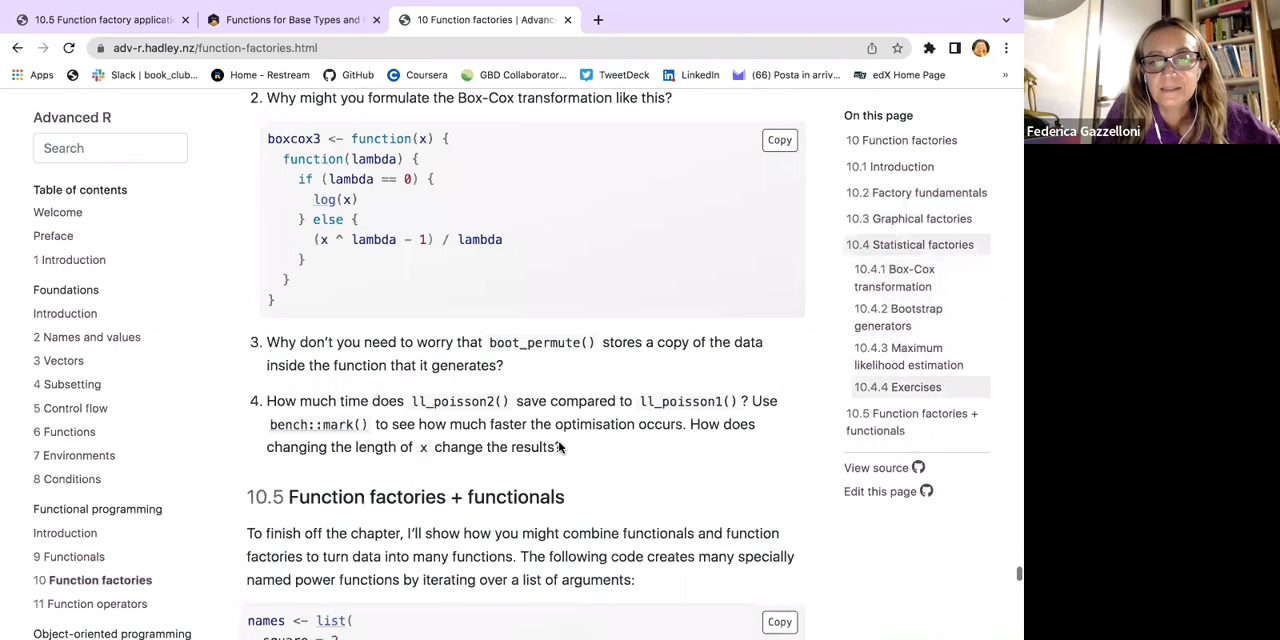 10.5 Function factory applicati
Functions for Base Types and
10 Function factories | Advanc
adv-r.hadley.nz/function-factories.html
Apps
Slack | book_club...
Home - Restream
GitHub
Coursera
GBD Collaborator...
TweetDeck
LinkedIn
(66) Posta in arriv...
edX Home Page
»
Advanced R
Search
Table of contents
Welcome
Preface
1 Introduction
Foundations
Introduction
2 Names and values
3 Vectors
4 Subsetting
5 Control flow
6 Functions
7 Environments
8 Conditions
Functional programming
Introduction
9 Functionals
10 Function factories
11 Function operators
Object-oriented programming
2. Why might you formulate the Box-Cox transformation like this?
Copy
boxcox3 <- function(x) {
function(lambda) {
if (lambda == 0) {
log(x)
} else {
(x ^ lambda - 1) / lambda
}
}
}
3. Why don't you need to worry that boot_permute() stores a copy of the data
inside the function that it generates?
4. How much time does ll_poisson2() save compared to ll_poisson1() ? Use
bench::mark() to see how much faster the optimisation occurs. How does
changing the length of x change the results?
10.5 Function factories + functionals
To finish off the chapter, I'll show how you might combine functionals and function
factories to turn data into many functions. The following code creates many specially
named power functions by iterating over a list of arguments:
Copy
names <- list(
square = 2,
On this page
10 Function factories
10.1 Introduction
10.2 Factory fundamentals
10.3 Graphical factories
10.4 Statistical factories
10.4.1 Box-Cox
transformation
10.4.2 Bootstrap
generators
10.4.3 Maximum
likelihood estimation
10.4.4 Exercises
10.5 Function factories +
functionals
View source
Edit this page
Federica Gazzelloni